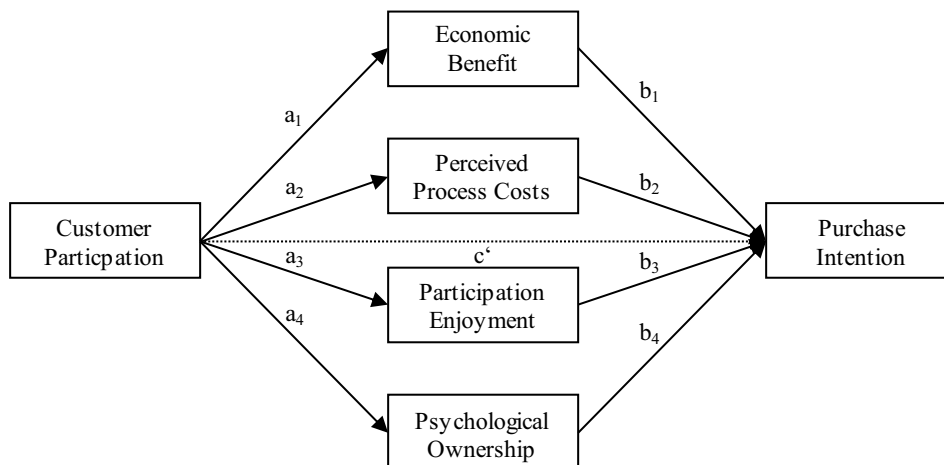 Economic
Benefit
a₁
b₁
Perceived
Process Costs
a₂
b₂
Customer
Particpation
Purchase
Intention
c‘
a₃
b₃
Participation
Enjoyment
a₄
b₄
Psychological
Ownership